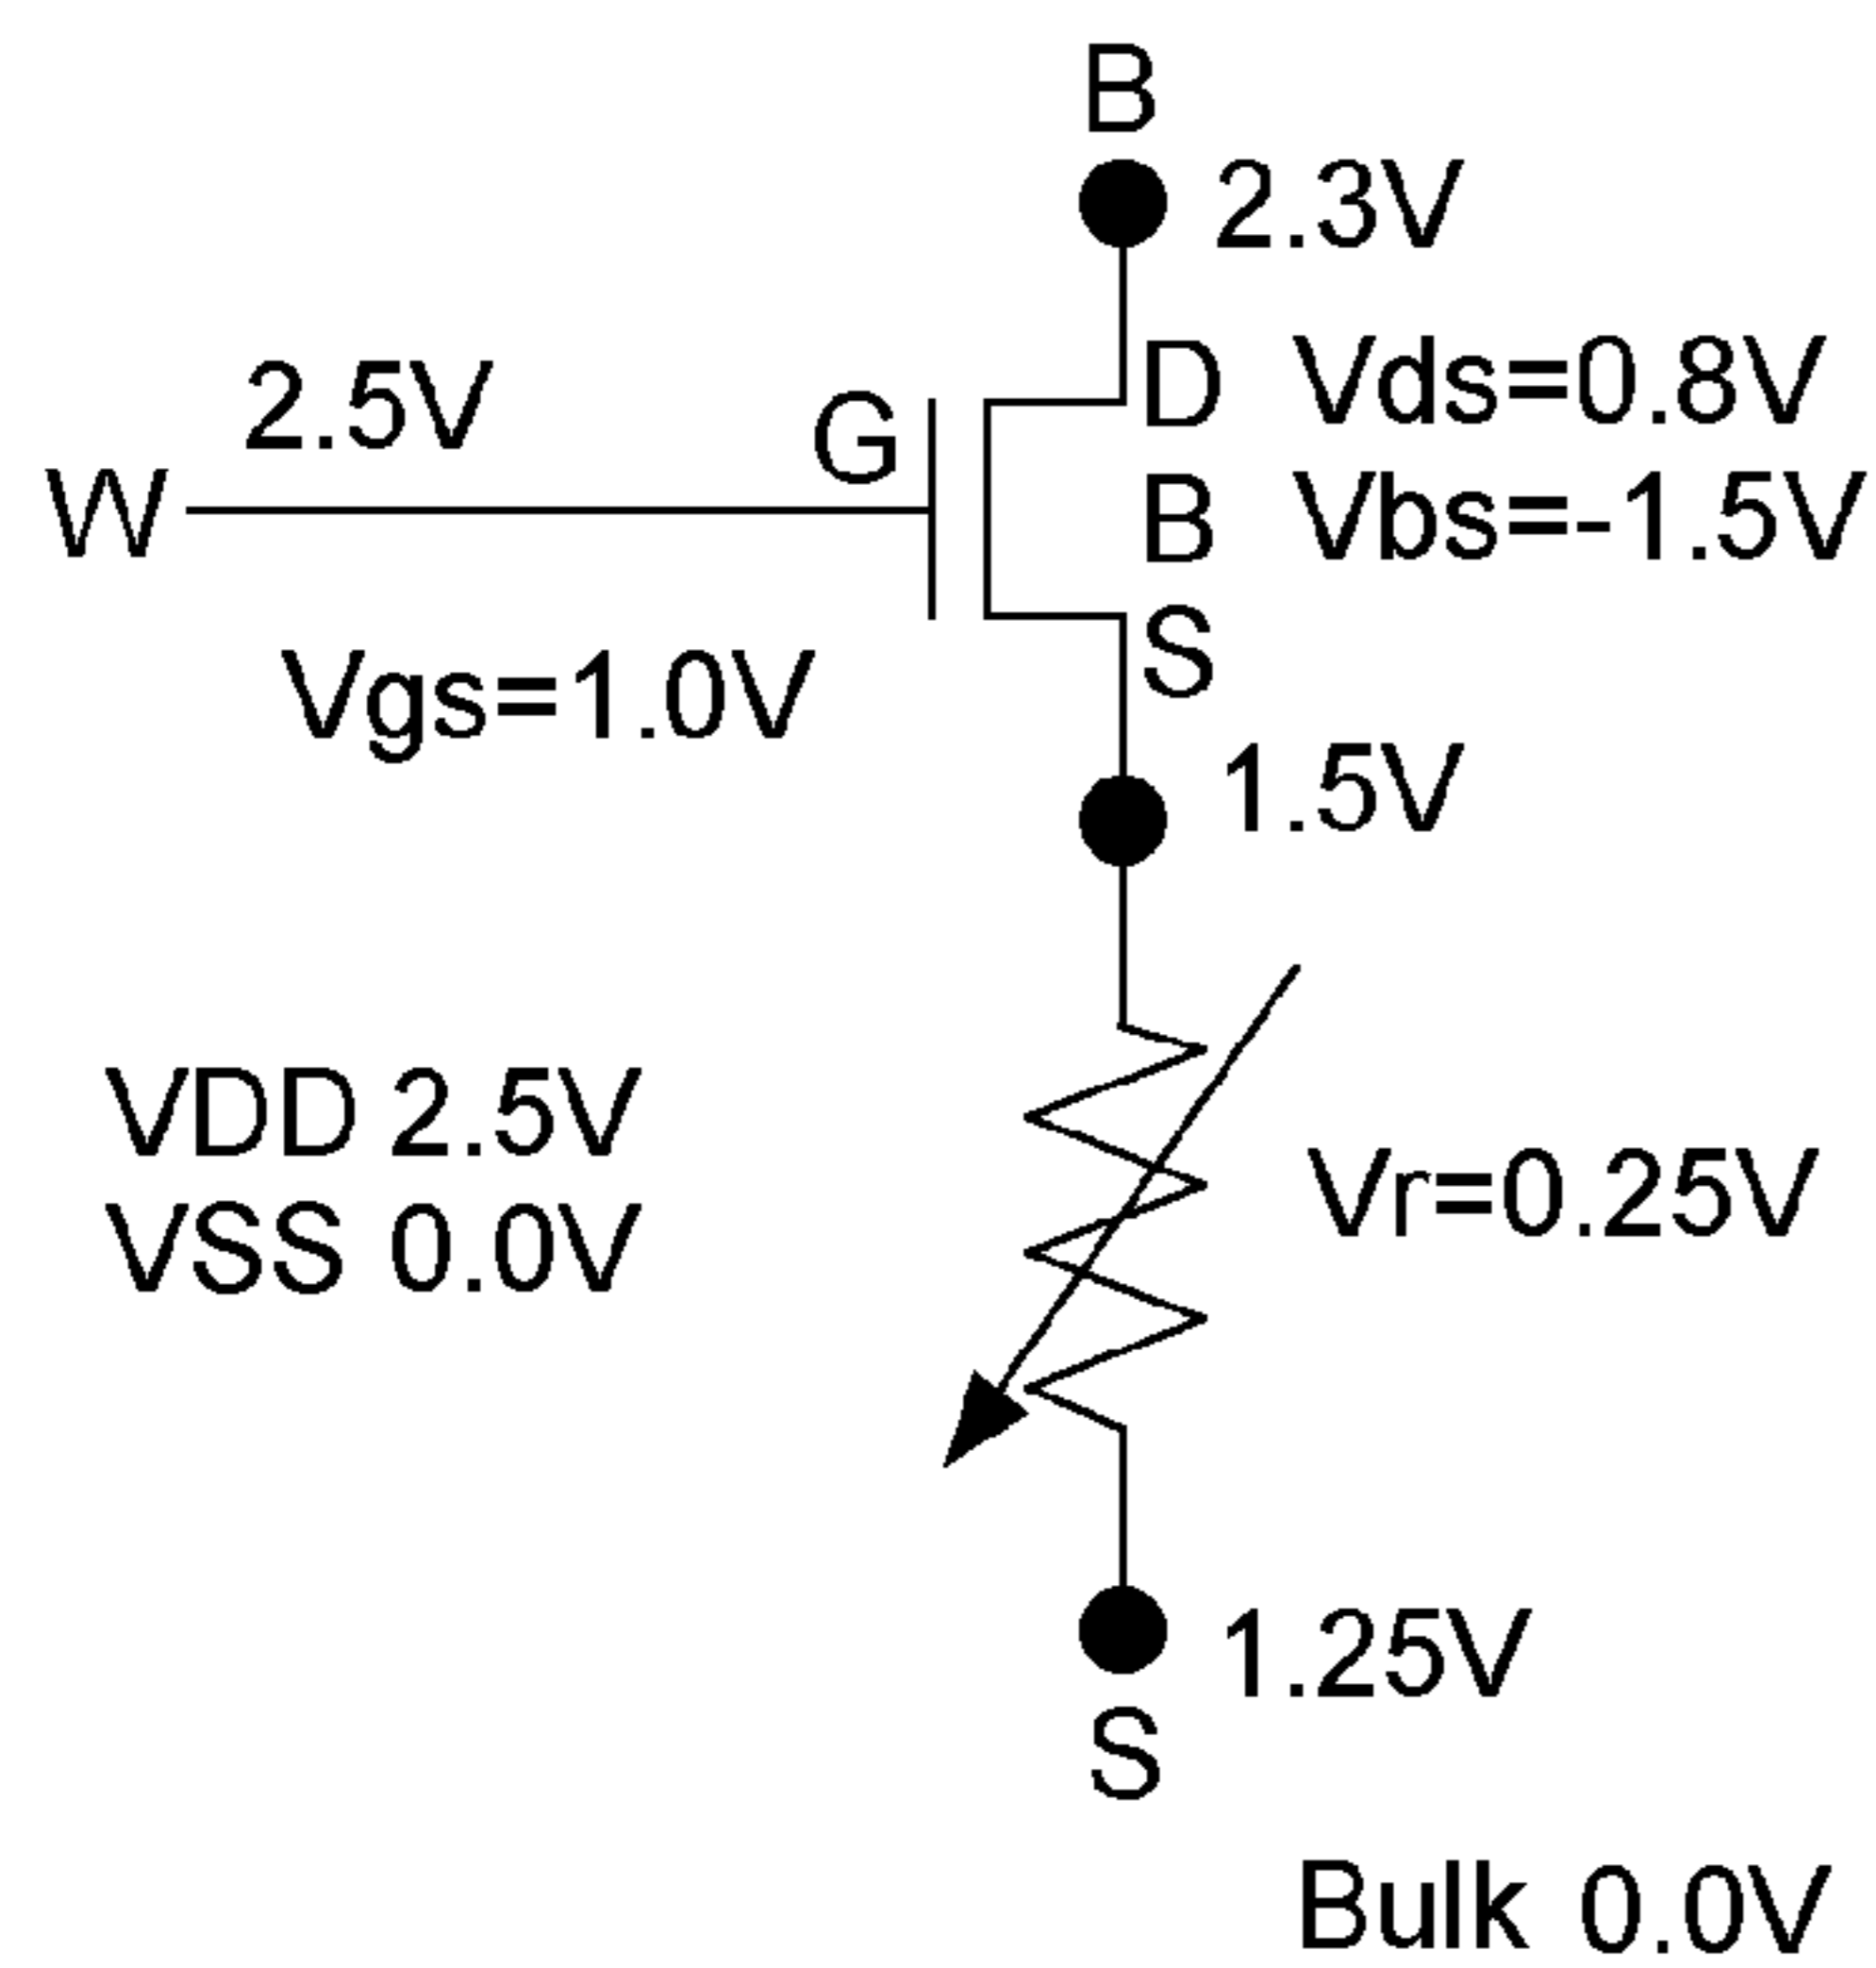 B
2.3V
D Vds=0.8V
2.5V
G
W
B Vbs=-1.5V
S
Vgs=1.0V
1.5V
VDD 2.5V
VSS 0.0V
Vr=0.25V
1.25V
S
Bulk 0.0V